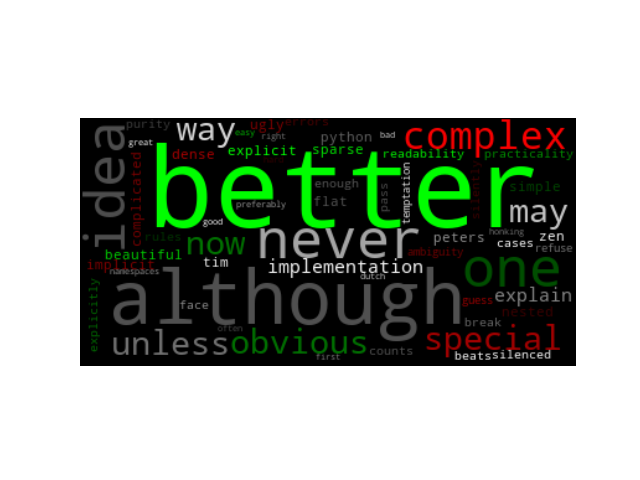 purity
way
easy
ugly
errors
right
python
bad
complex
great
idea
complicated
dense
explicit
sparse
readability
practicality
better
enough
flat
pass
temptation
silently
simple
preferably
may
good
never
rules
now
peters
honking
cases
zen
refuse
beautiful
tim
implementation
ambiguity
one
implicit
namespaces
dutch
although
explicitly
face
guess
explain
nested
break
often
unless
obvious
first
counts
special
beats
silenced